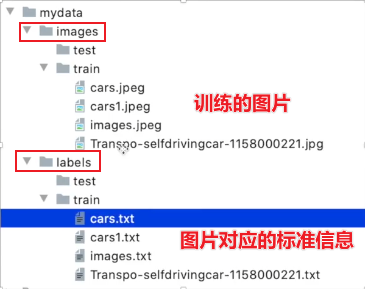 mydata
images
test
train
cars.jpeg
cars1.jpeg
images.jpeg
Transpo-selfdrivingcar-1158000221.jpg
训练的图片
labels
test
train
cars.txt
cars1.txt
images.txt
Transpo-selfdrivingcar-1158000221.txt
图片对应的标准信息